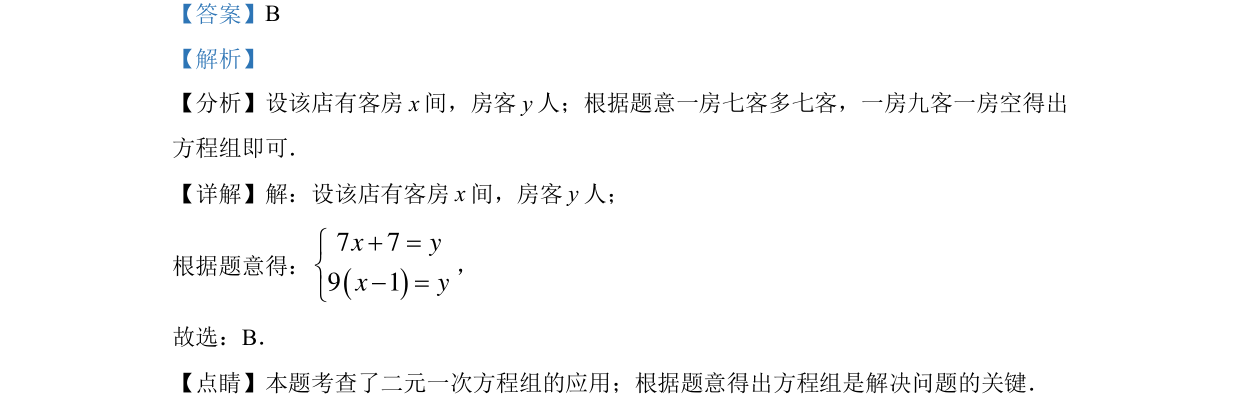 【答案】B
【解析】
【分析】设该店有客房 x 间，房客 y 人；根据题意一房七客多七客，一房九客一房空得出
方程组即可．
【详解】解：设该店有客房 x 间，房客 y 人；
根据题意得：{7x+7=y
9(x−1)=y，
故选：B．
【点睛】本题考查了二元一次方程组的应用；根据题意得出方程组是解决问题的关键．